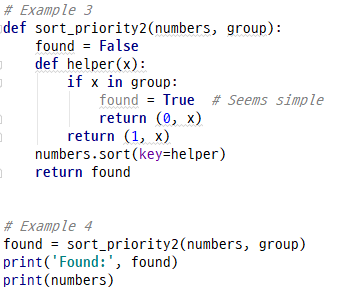 # Example 3
def sort_priority2(numbers, group):
    found = False
    def helper(x):
        if x in group:
            found = True  # Seems simple
            return (0, x)
        return (1, x)
    numbers.sort(key=helper)
    return found
# Example 4
found = sort_priority2(numbers, group)
print('Found:', found)
print(numbers)